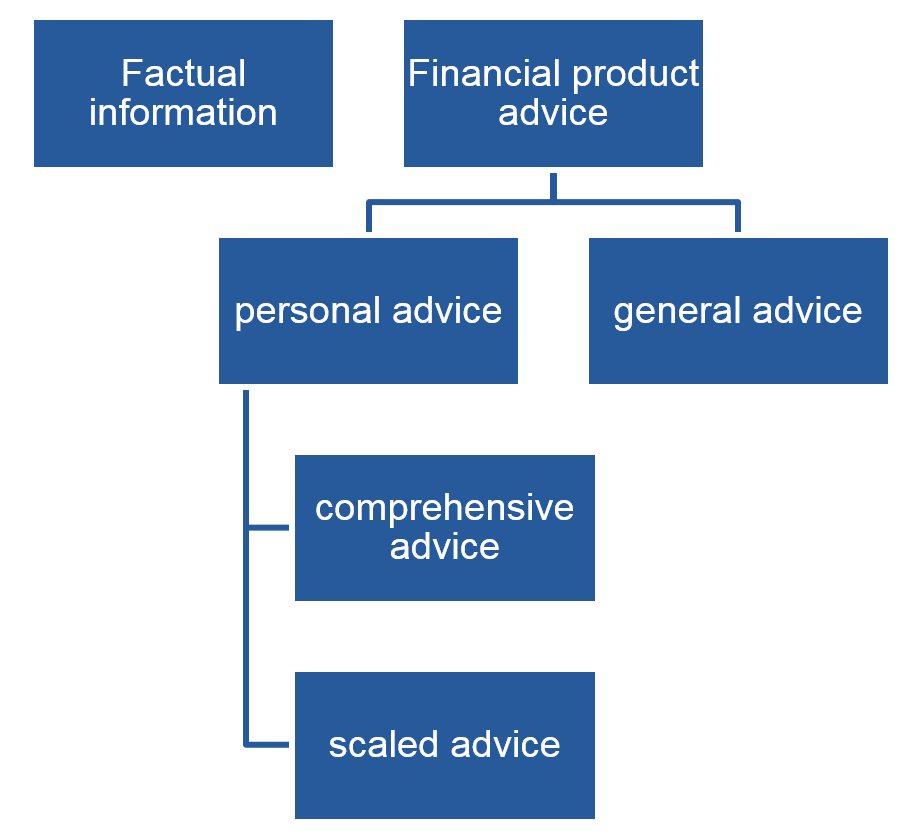 Factual
information
Financial product
advice
personal advice
general advice
comprehensive
advice
scaled advice